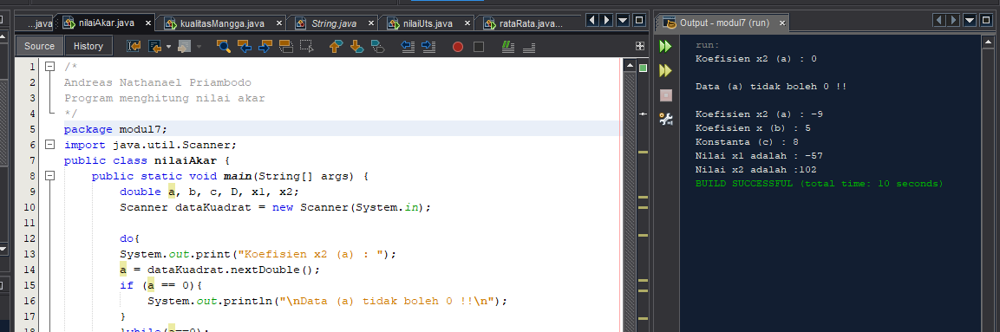 ...java
nilaiAkar.java
kualitasMangga.java
String.java
nilaiUts.java
rataRata.java...
Source
History
1 /*
2 Andreas Nathanael Priambodo
3 Program menghitung nilai akar
4 */
5 package modul7;
6 import java.util.Scanner;
7 public class nilaiAkar {
8 public static void main(String[] args) {
9 double a, b, c, D, x1, x2;
10 Scanner dataKuadrat = new Scanner(System.in);
11
12 do{
13 System.out.print("Koefisien x2 (a) : ");
14 a = dataKuadrat.nextDouble();
15 if (a == 0){
16 System.out.println("\nData (a) tidak boleh 0 !!\n");
17 }
18 }while(a==0);
Output - modul7 (run)
run:
Koefisien x2 (a) : 0
Data (a) tidak boleh 0 !!
Koefisien x2 (a) : -9
Koefisien x (b) : 5
Konstanta (c) : 8
Nilai x1 adalah : -57
Nilai x2 adalah :102
BUILD SUCCESSFUL (total time: 10 seconds)